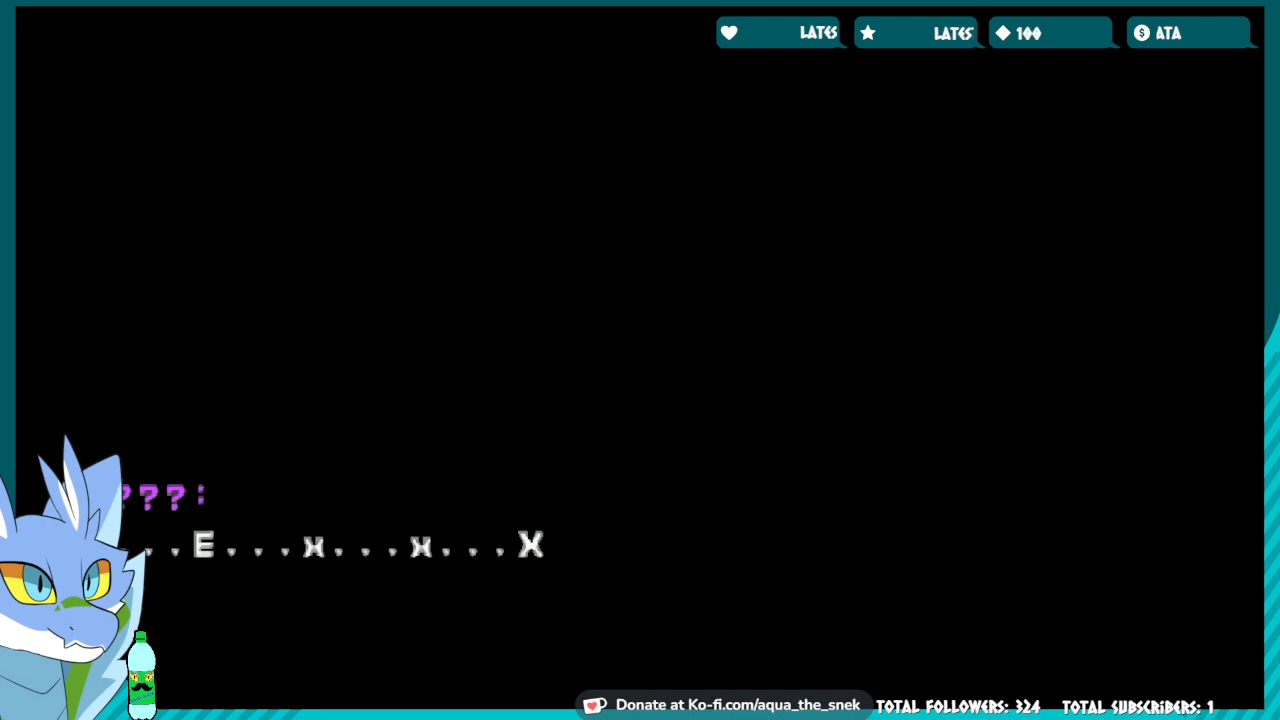 LATES
LATES
100
ATA
???:
..E...x...x...X
Donate at Ko-fi.com/aqua_the_snek
TOTAL FOLLOWERS: 324
TOTAL SUBSCRIBERS: 1